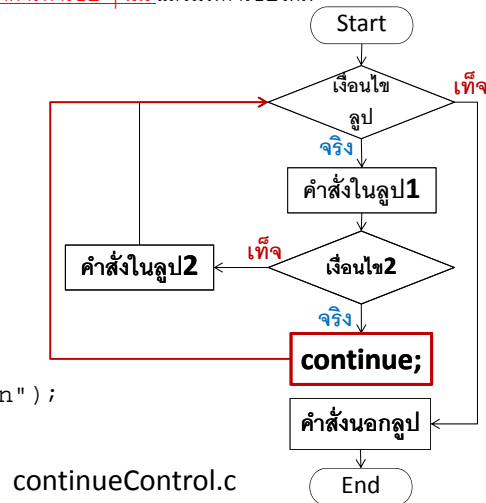 Start
เงื่อนไข
ลูป
เท็จ
จริง
คำสั่งในลูป1
เท็จ
คำสั่งในลูป2
เงื่อนไข2
จริง
continue;
n");
คำสั่งนอกลูป
continueControl.c
End